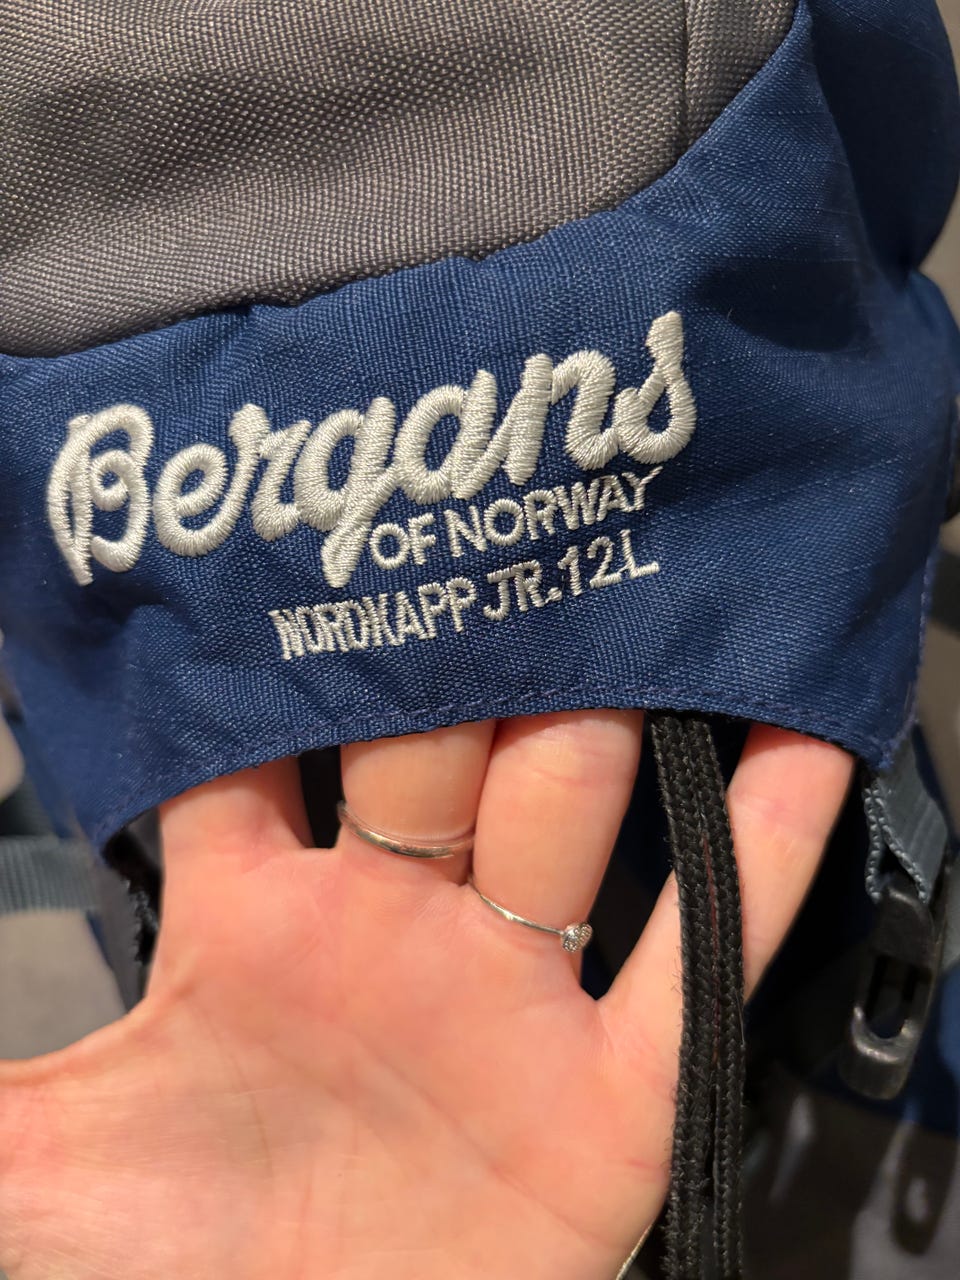 Bergans
OF NORWAY
NORDKAPP JR. 12L